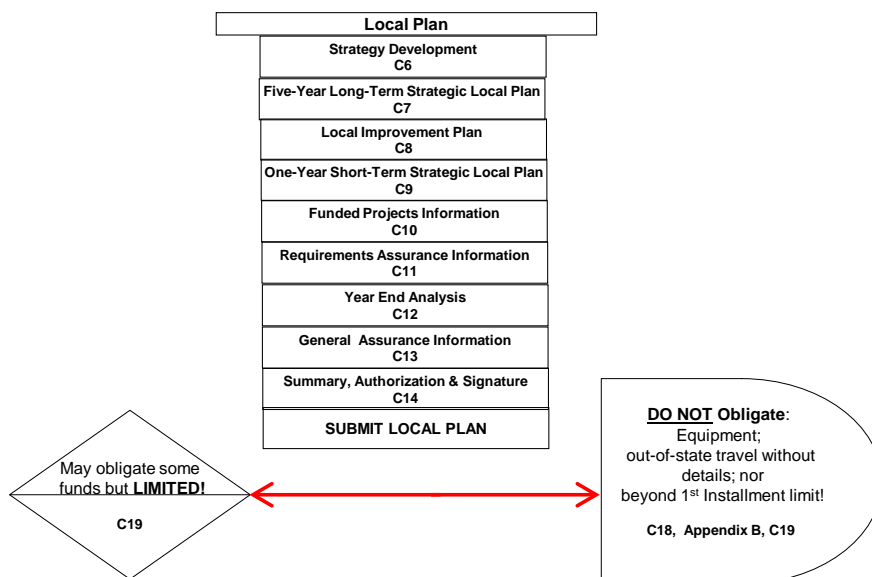 Local Plan
Strategy Development
C6
Five-Year Long-Term Strategic Local Plan
C7
Local Improvement Plan
C8
One-Year Short-Term Strategic Local Plan
C9
Funded Projects Information
C10
Requirements Assurance Information
C11
Year End Analysis
C12
General Assurance Information
C13
Summary, Authorization & Signature
C14
SUBMIT LOCAL PLAN
May obligate some
funds but LIMITED!
C19
DO NOT Obligate:
Equipment;
out-of-state travel without
details; nor
beyond 1st Installment limit!
C18, Appendix B, C19